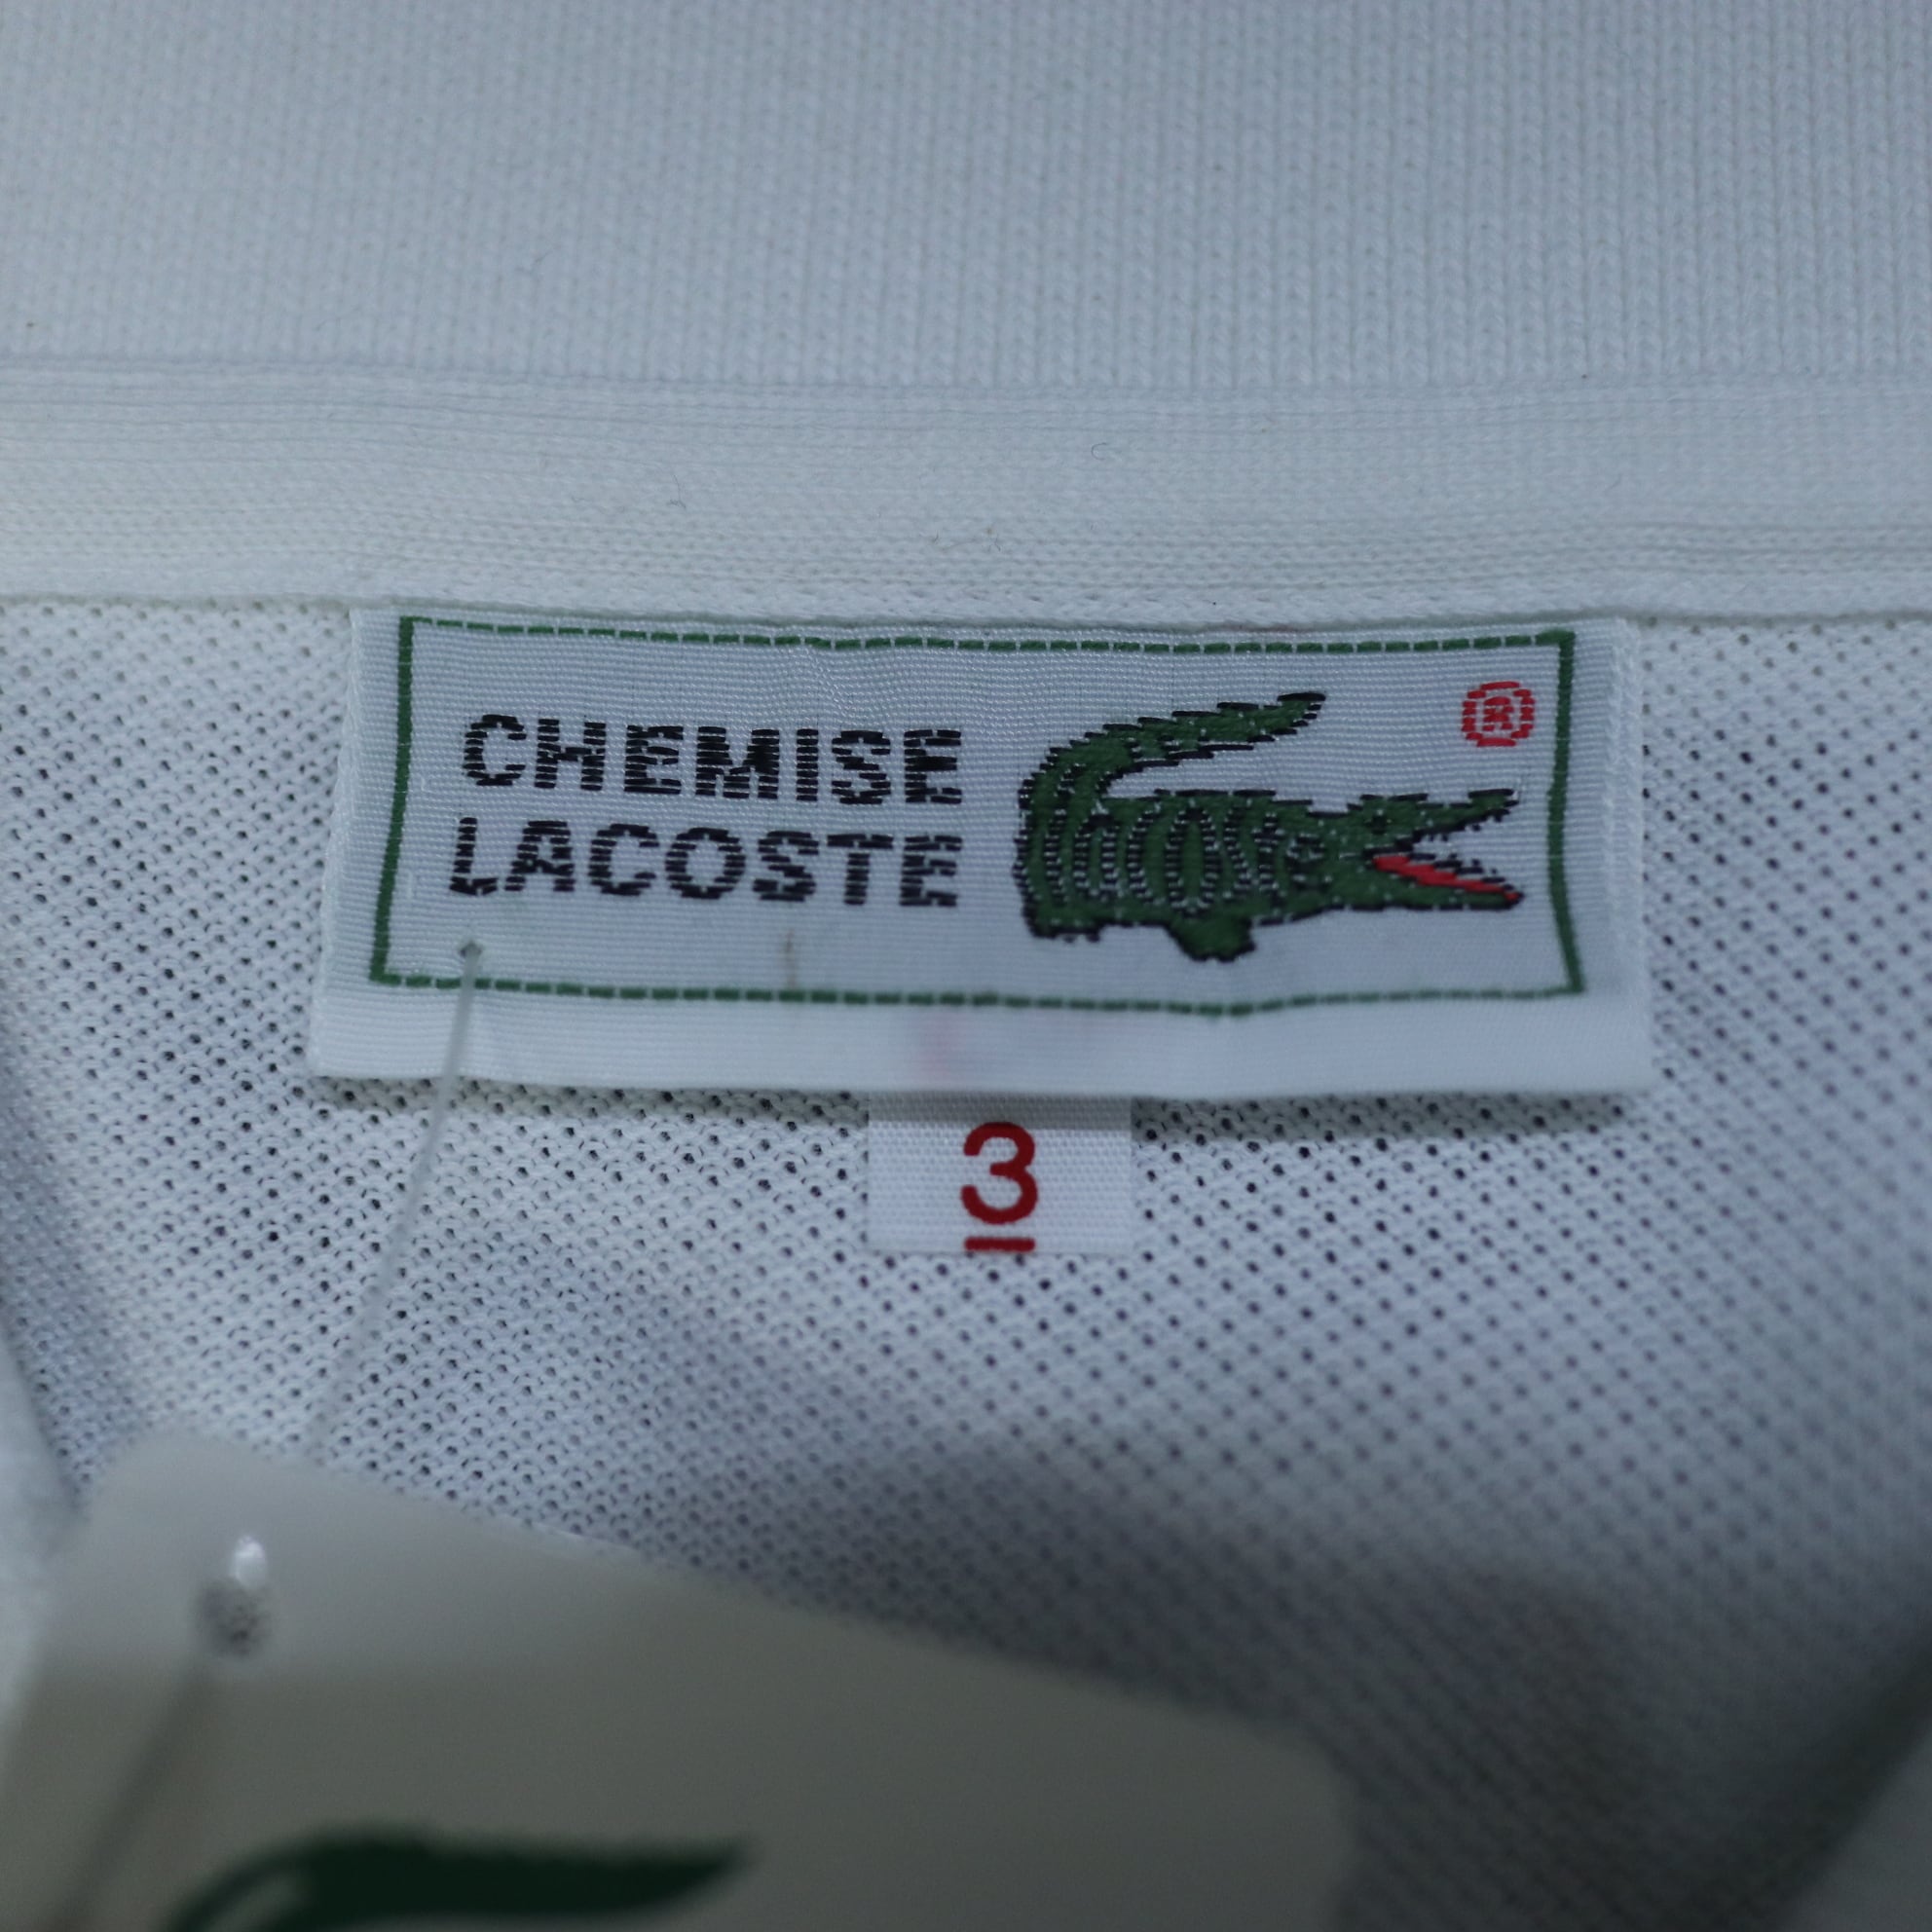 CHEMISE
LACOSTE
®
3